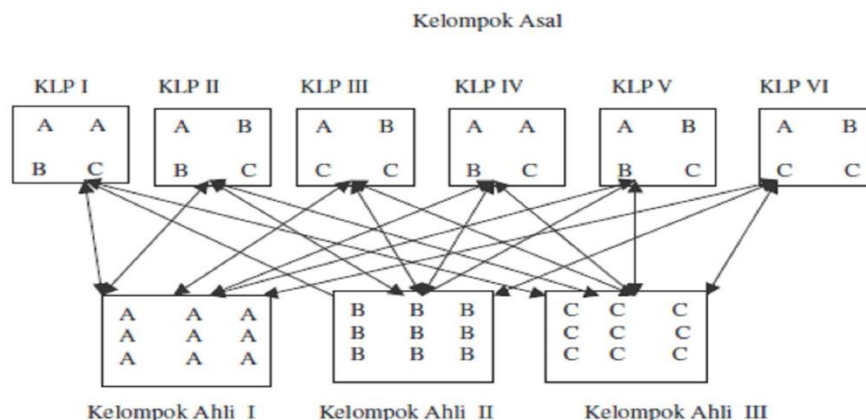 Kelompok Asal
KLP I KLP II KLP III KLP IV KLP V KLP VI
A A A B A B A A A B A B
B C B C C C B C B C C C
A A A B B B C C C
A A A B B B C C C
A A A B B B C C C
Kelompok Ahli I Kelompok Ahli II Kelompok Ahli III